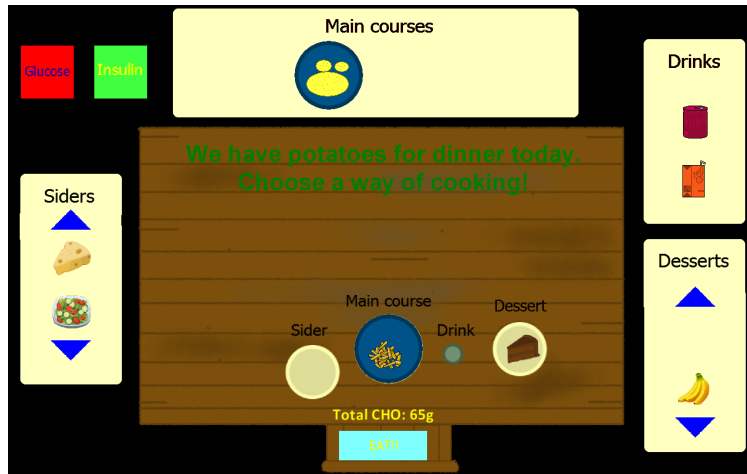 Main courses
Glucose
Insulin
Drinks
We have potatoes for dinner today.
Choose a way of cooking!
Siders
Desserts
Main course
Dessert
Sider
Drink
Total CHO: 65g